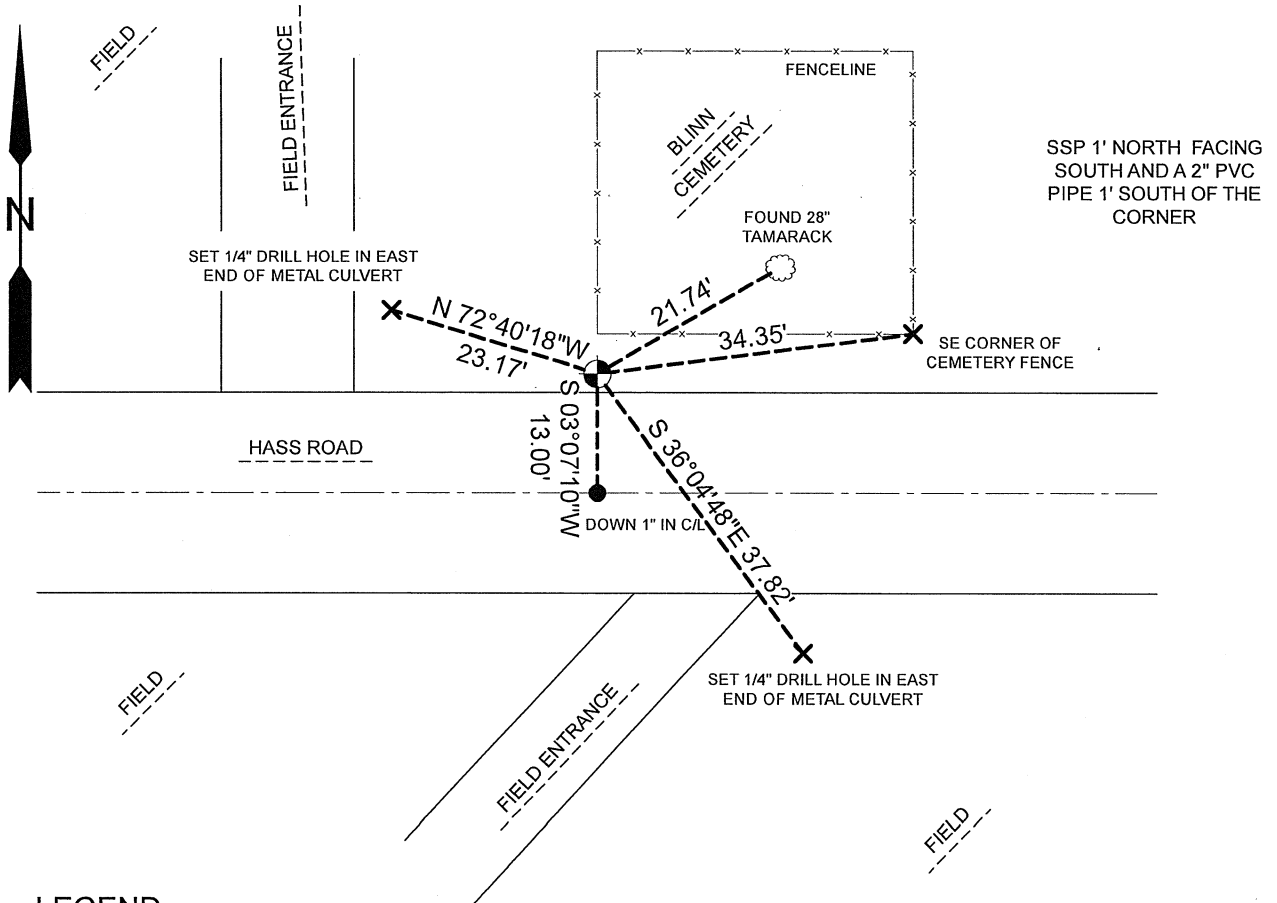 FIELD
FIELD ENTRANCE
FENCELINE
BLINN
CEMETERY
SSP 1' NORTH FACING
SOUTH AND A 2" PVC
PIPE 1' SOUTH OF THE
CORNER
N
FOUND 28"
TAMARACK
SET 1/4" DRILL HOLE IN EAST
END OF METAL CULVERT
N 72°40'18"W
23.17'
21.74'
34.35'
SE CORNER OF
CEMETERY FENCE
S 03°07'10"W
13.00'
S 36°04'48"E 37.82'
HASS ROAD
DOWN 1" IN C/L
SET 1/4" DRILL HOLE IN EAST
END OF METAL CULVERT
FIELD
FIELD ENTRANCE
FIELD
LEGEND